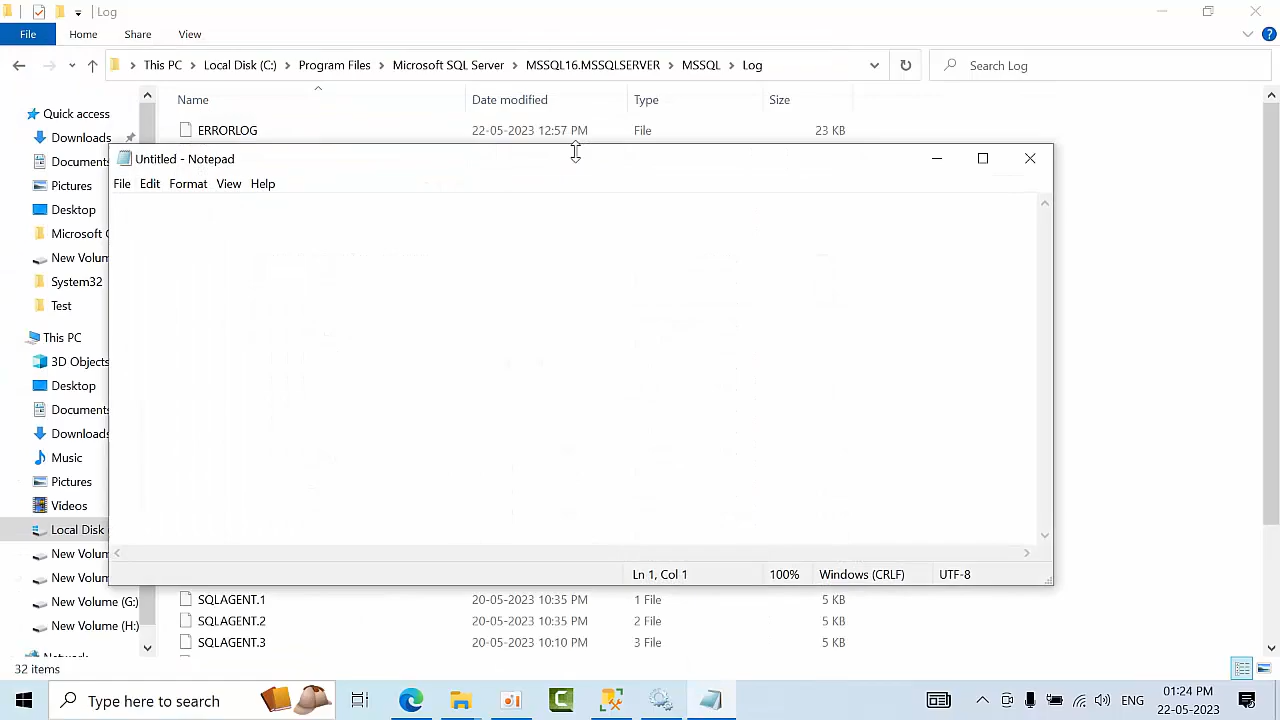 Log
File Home Share View
This PC Local Disk (C:) Program Files Microsoft SQL Server MSSQL16.MSSQLSERVER MSSQL Log Search Log
Name Date modified Type Size
Quick access
ERRORLOG 22-05-2023 12:57 PM File 23 KB
Downloads
Untitled - Notepad
Documents
File Edit Format View Help
Pictures
Desktop
Microsoft
New Volum
System32
Test
This PC
3D Objects
Desktop
Documents
Downloads
Music
Pictures
Videos
Local Disk
New Volum
Ln 1, Col 1 100% Windows (CRLF) UTF-8
New Volum
New Volume (G:)
SQLAGENT.1 20-05-2023 10:35 PM 1 File 5 KB
New Volume (H:)
SQLAGENT.2 20-05-2023 10:35 PM 2 File 5 KB
SQLAGENT.3 20-05-2023 10:10 PM 3 File 5 KB
32 items
Type here to search ENG 01:24 PM
22-05-2023